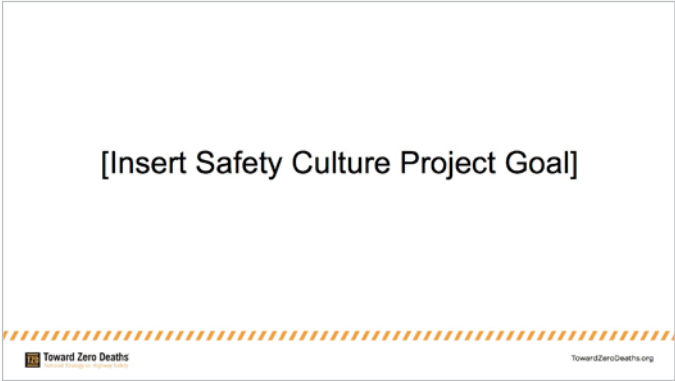 [Insert Safety Culture Project Goal]
TZD Toward Zero Deaths
National Strategy on Highway Safety
TowardZeroDeaths.org